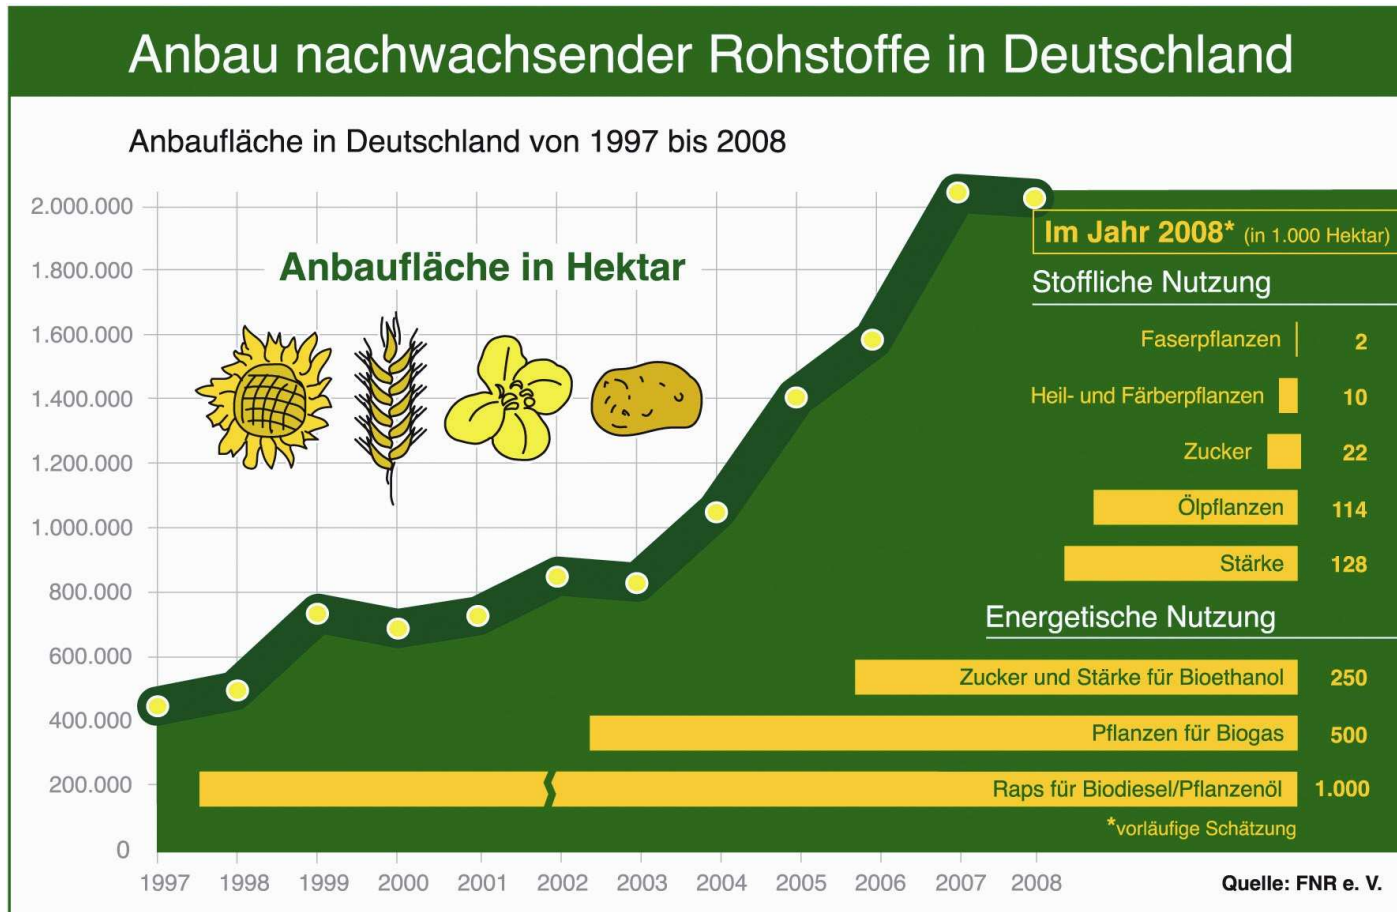 Anbau nachwachsender Rohstoffe in Deutschland
Anbaufläche in Deutschland von 1997 bis 2008
Anbaufläche in Hektar
2.000.000
1.800.000
1.600.000
1.400.000
1.200.000
1.000.000
800.000
600.000
400.000
200.000
0
1997 1998 1999 2000 2001 2002 2003 2004 2005 2006 2007 2008
Im Jahr 2008* (in 1.000 Hektar)
Stoffliche Nutzung
Faserpflanzen 2
Heil- und Färberpflanzen 10
Zucker 22
Ölpflanzen 114
Stärke 128
Energetische Nutzung
Zucker und Stärke für Bioethanol 250
Pflanzen für Biogas 500
Raps für Biodiesel/Pflanzenöl 1.000
*vorläufige Schätzung
Quelle: FNR e. V.